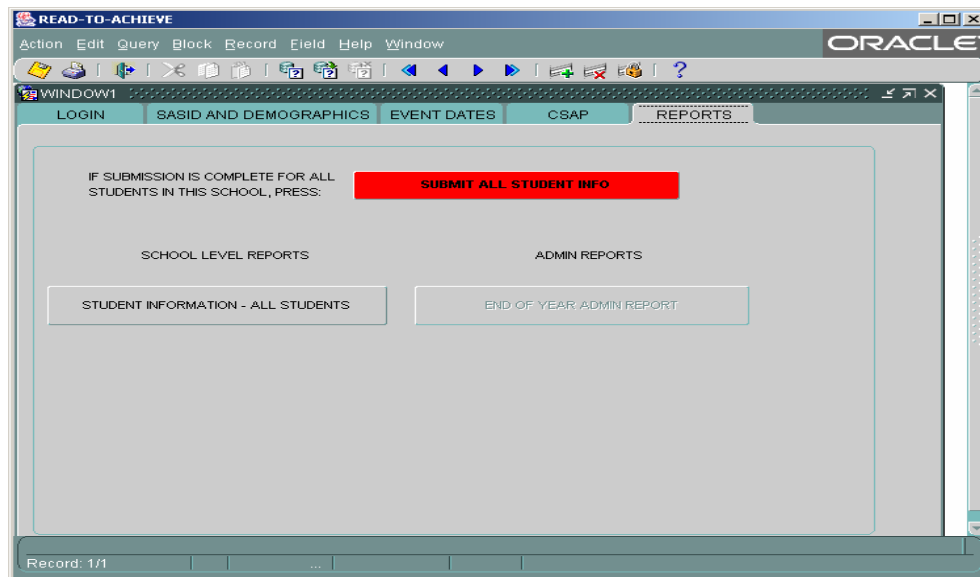 READ-TO-ACHIEVE
Action Edit Query Block Record Field Help Window
ORACLE
?
WINDOW1
LOGIN SASID AND DEMOGRAPHICS EVENT DATES CSAP REPORTS
IF SUBMISSION IS COMPLETE FOR ALL
STUDENTS IN THIS SCHOOL, PRESS:
SUBMIT ALL STUDENT INFO
SCHOOL LEVEL REPORTS ADMIN REPORTS
STUDENT INFORMATION - ALL STUDENTS END OF YEAR ADMIN REPORT
Record: 1/1 ...